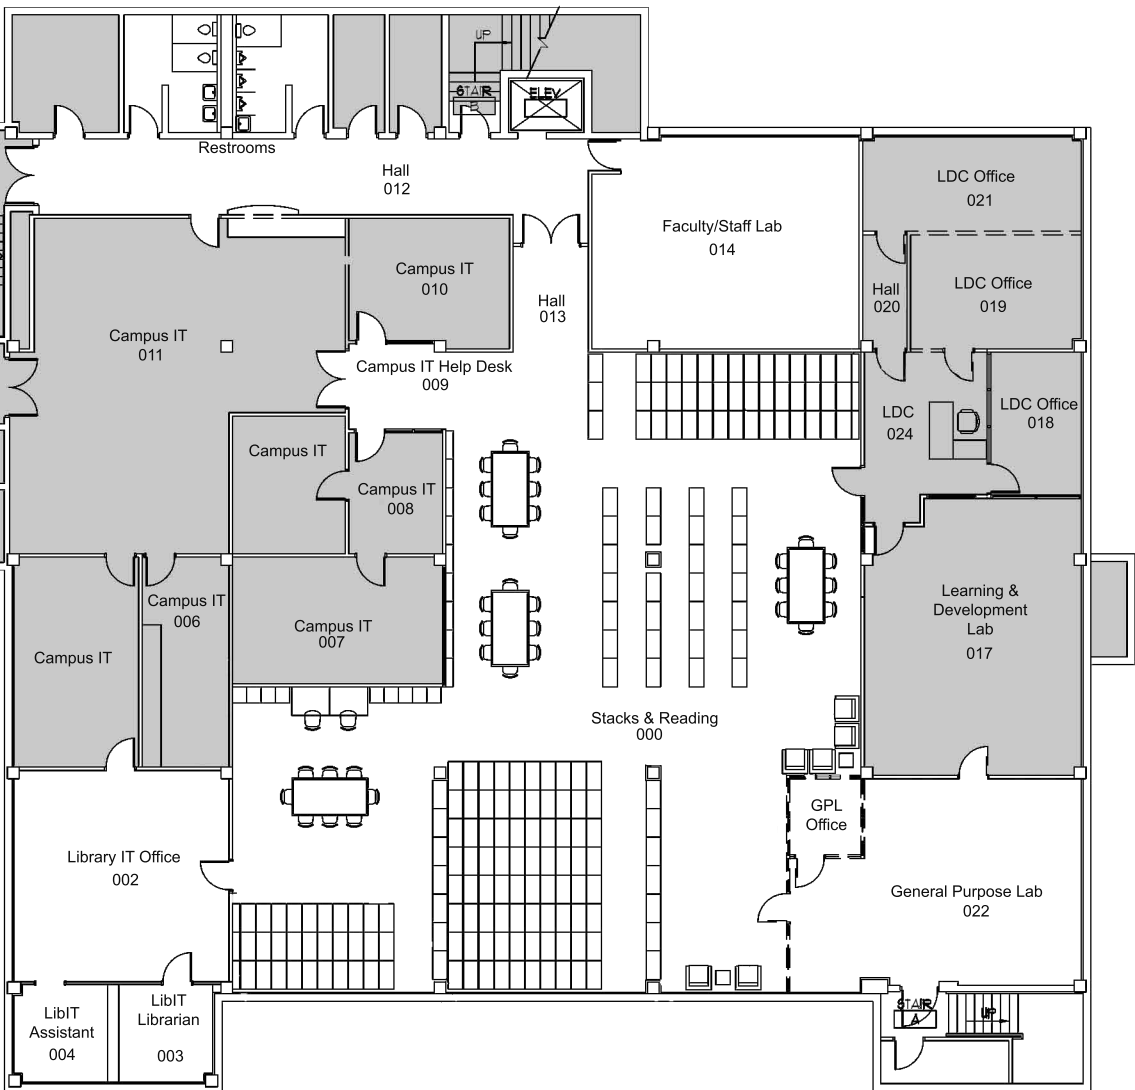 UP
STAIR
B
ELEV
Restrooms
Hall
012
LDC Office
021
Faculty/Staff Lab
014
Campus IT
010
Hall
013
Hall
020
LDC Office
019
Campus IT
011
Campus IT Help Desk
009
LDC
024
LDC Office
018
Campus IT
Campus IT
008
Campus IT
006
Campus IT
007
Campus IT
Learning &
Development
Lab
017
Stacks & Reading
000
GPL
Office
Library IT Office
002
General Purpose Lab
022
LibIT
Assistant
004
LibIT
Librarian
003
STAIR
A
UP